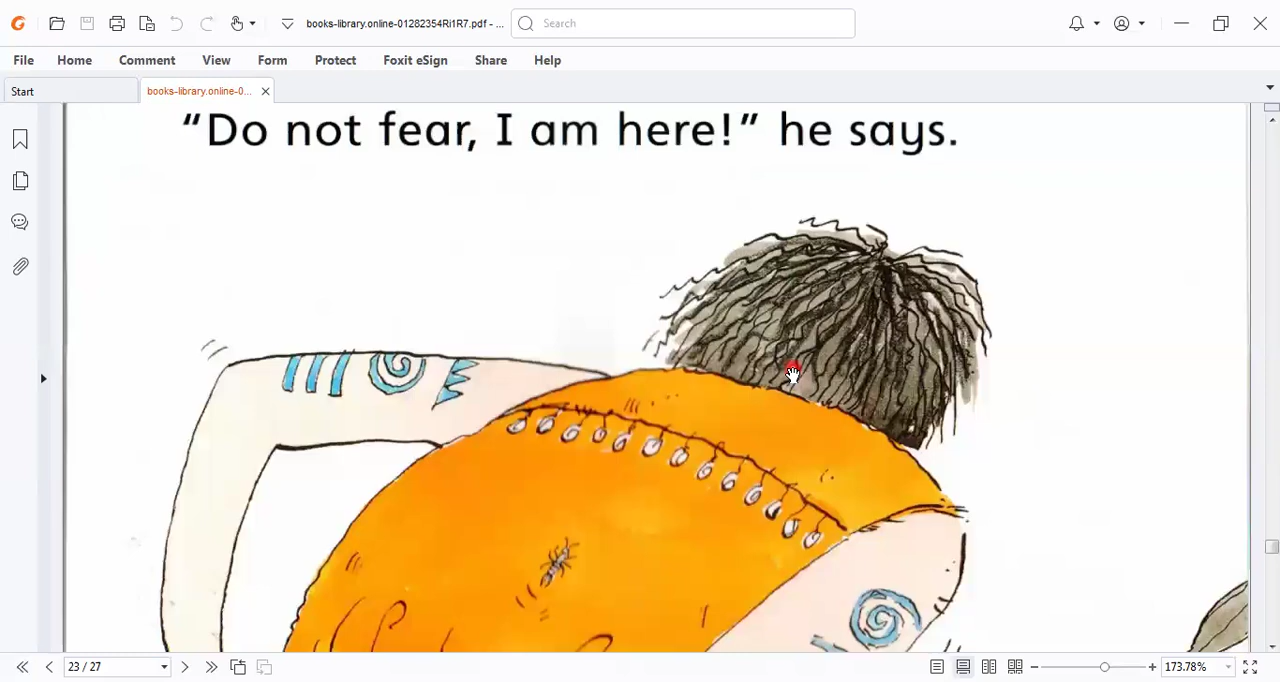 books-library.online-01282354Ri1R7.pdf - ...
Search
File Home Comment View Form Protect Foxit eSign Share Help
Start
books-library.online-0...
“Do not fear, I am here!” he says.
23 / 27
173.78%